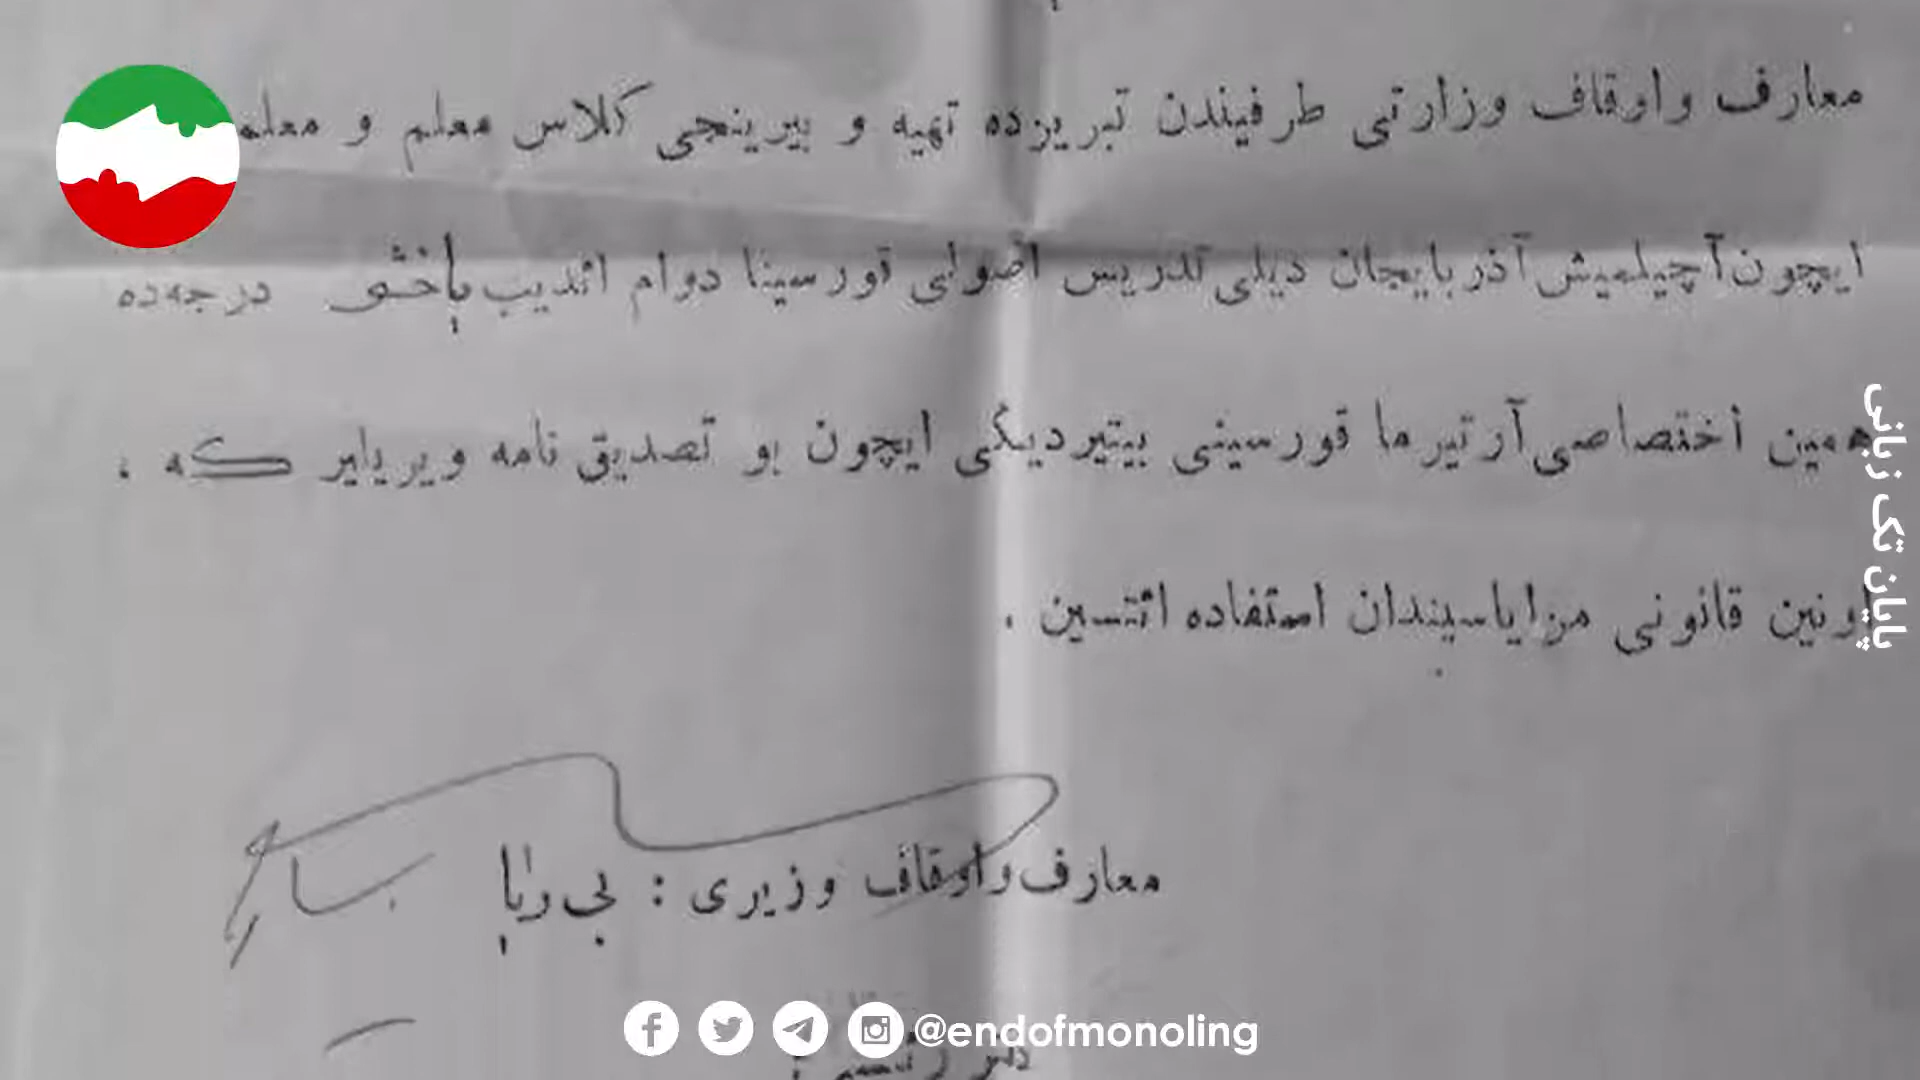 معارف و اوقاف وزارتی طرفیندن تبریزده تهیه و بیرینجی کلاس معلم و معلمه
ایچون آچیلمیش آذربایجان دیلی تدریس اصولی قورسینا دوام ائدیب یاخشی درجه‌ده
همین اختصاصی آرتیرما قورسینی بیتیردیگی ایچون بو تصدیق نامه ویریلیر که .
اونین قانونی مزایاسیندان استفاده ائتسین .
معارف و اوقاف وزیری : بی ریا
پایان تک زبانی
@endofmonoling